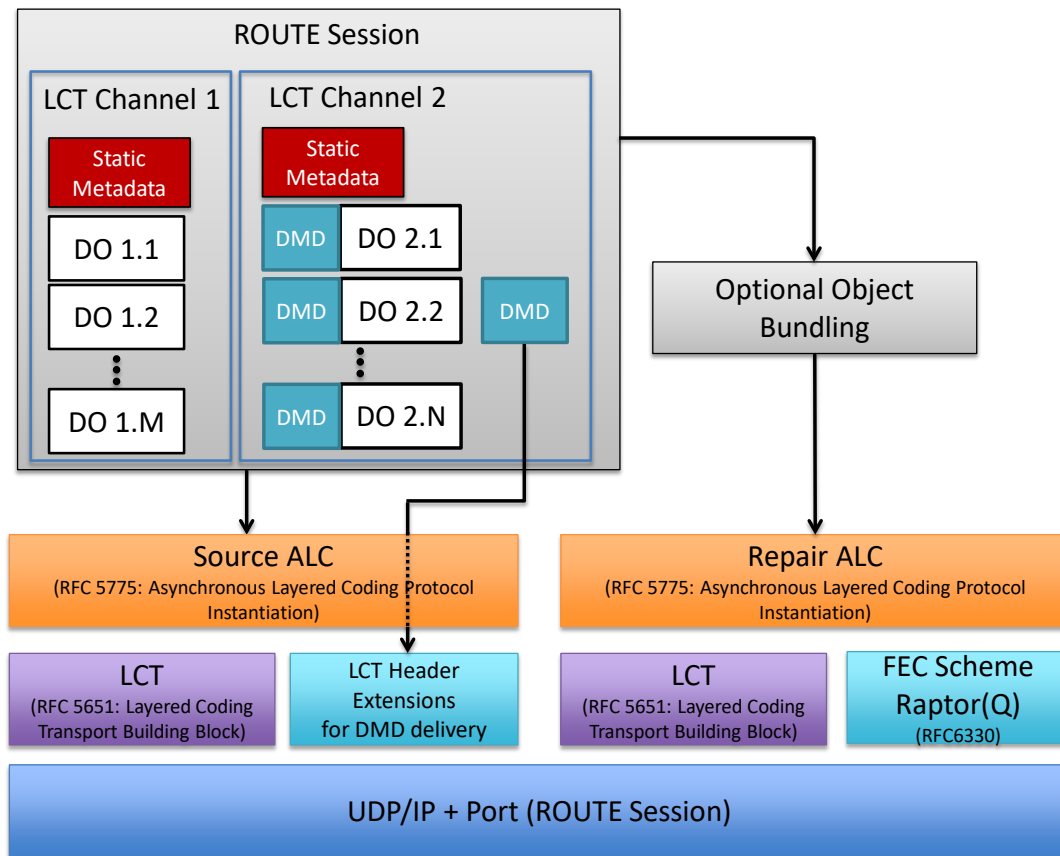 ROUTE Session
LCT Channel 1
LCT Channel 2
Static
Metadata
Static
Metadata
DO 1.1
DMD
DO 2.1
DO 1.2
DMD
DO 2.2
DMD
DO 1.M
DMD
DO 2.N
Optional Object
Bundling
Source ALC
(RFC 5775: Asynchronous Layered Coding Protocol
Instantiation)
Repair ALC
(RFC 5775: Asynchronous Layered Coding Protocol
Instantiation)
LCT
(RFC 5651: Layered Coding
Transport Building Block)
LCT Header
Extensions
for DMD delivery
LCT
(RFC 5651: Layered Coding
Transport Building Block)
FEC Scheme
Raptor(Q)
(RFC6330)
UDP/IP + Port (ROUTE Session)